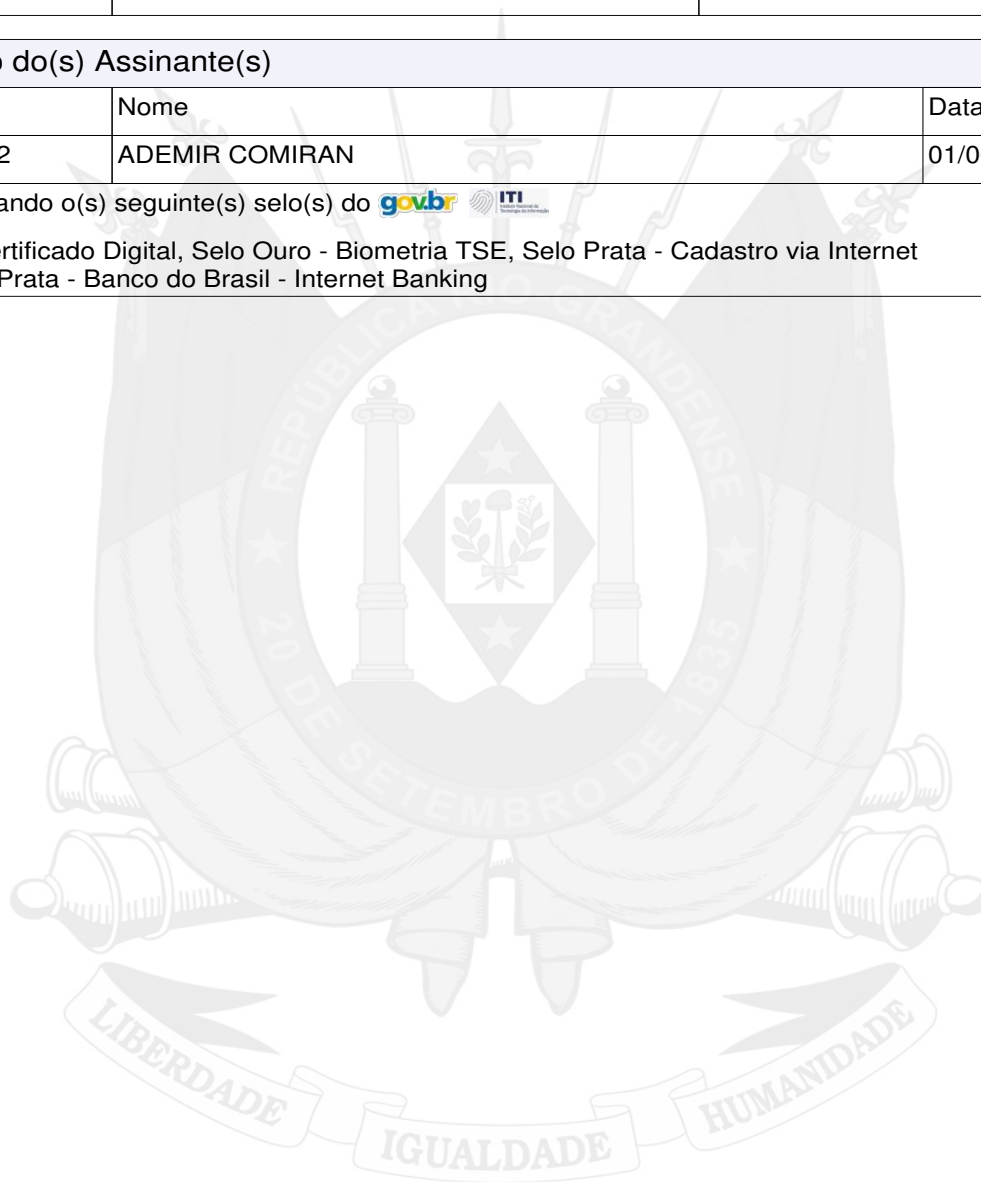 o do(s) Assinante(s)
Nome Data
2 ADEMIR COMIRAN 01/0
ando o(s) seguinte(s) selo(s) do gov.br ITI
ertificado Digital, Selo Ouro - Biometria TSE, Selo Prata - Cadastro via Internet
Prata - Banco do Brasil - Internet Banking
REPÚBLICA RIO GRANDENSE
20 DE SETEMBRO DE 1835
LIBERDADE IGUALDADE HUMANIDADE